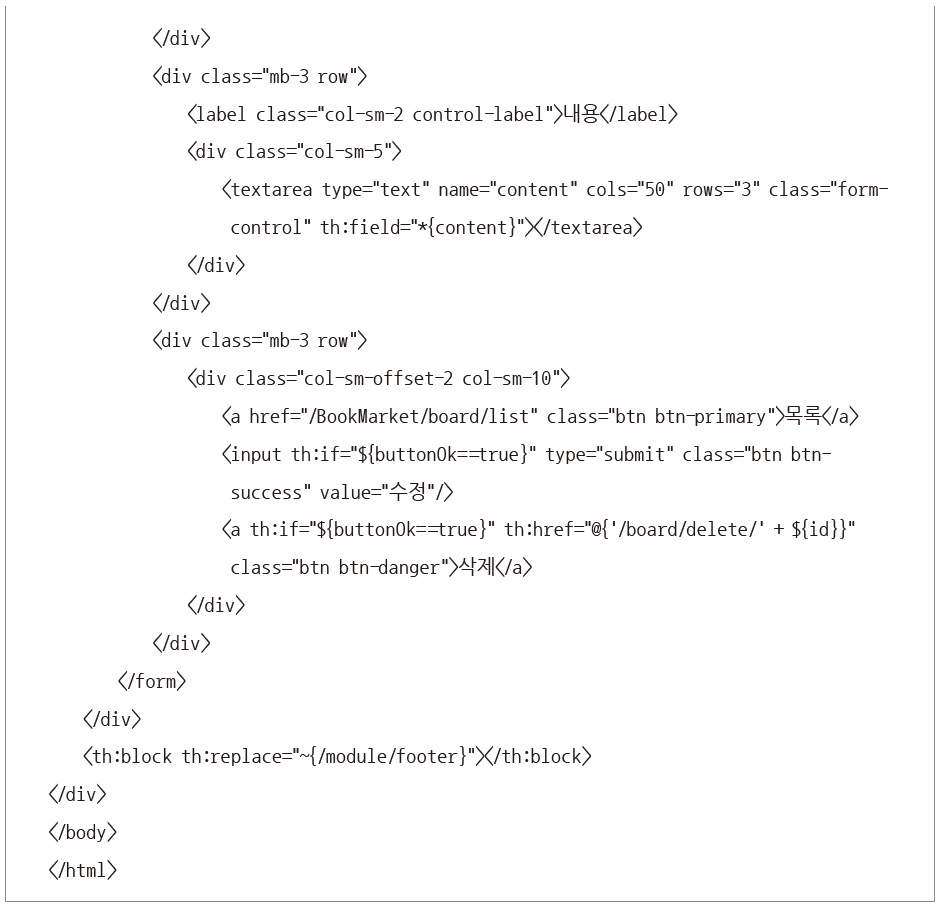 </div>
<div class="mb-3 row">
<label class="col-sm-2 control-label">내용</label>
<div class="col-sm-5">
<textarea type="text" name="content" cols="50" rows="3" class="form-
control" th:field="*{content}"></textarea>
</div>
</div>
<div class="mb-3 row">
<div class="col-sm-offset-2 col-sm-10">
<a href="/BookMarket/board/list" class="btn btn-primary">목록</a>
<input th:if="${buttonOk==true}" type="submit" class="btn btn-
success" value="수정"/>
<a th:if="${buttonOk==true}" th:href="@{'/board/delete/' + ${id}}"
class="btn btn-danger">삭제</a>
</div>
</div>
</form>
</div>
<th:block th:replace="~{/module/footer}"></th:block>
</div>
</body>
</html>